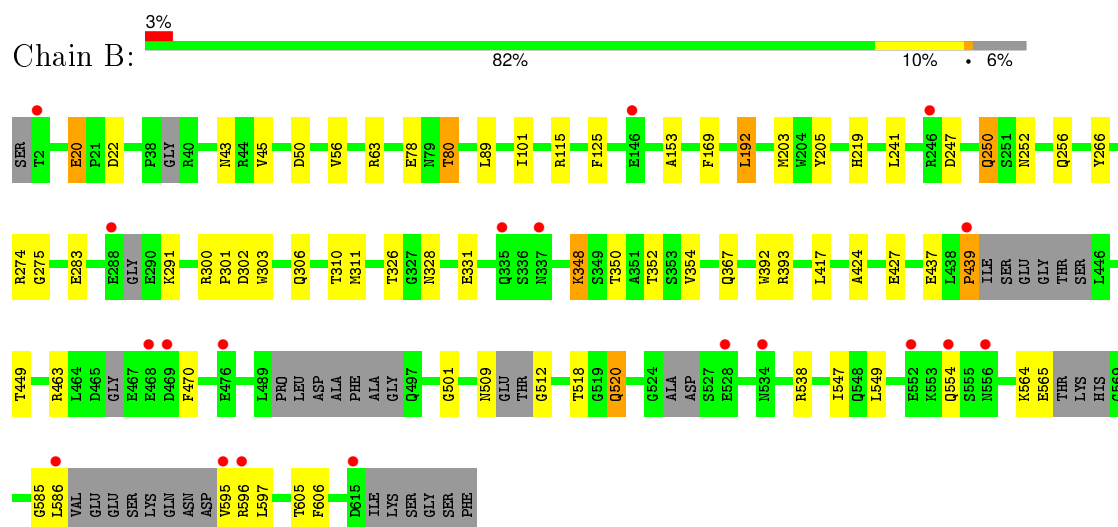 3%
Chain B:
82% 10% • 6%
SER T2 E20 P21 D22 P38 GLY R40 N43 R44 V45 D50 V56 R63 E78 N79 T80 L89 I101 R115 F125 E146 A153 F169 L192 M203 W204 Y205 H219 L241 R246 D247 Q250 S251 N252 Q256 Y266
R274 G275 E283 E288 GLY E290 K291 R300 P301 D302 W303 Q306 T310 M311 T326 G327 N328 E331 Q335 S336 N337 K348 S349 T350 A351 T352 S353 V354 Q367 W392 R393 L417 A424 E427 E437 L438 P439 ILE SER GLU GLY THR SER L446
T449 R463 L464 D465 GLY E467 E468 D469 F470 E476 L489 PRO LEU ASP ALA PHE ALA GLY Q497 G501 N509 GLU THR G512 T518 G519 Q520 G524 ALA ASP S527 E528 N534 R538 I547 Q548 L549 E552 K553 Q554 S555 N556 K564 E565 THR LYS HIS G569
G585 L586 VAL GLU GLU SER LYS GLN ASN ASP V595 R596 L597 T605 F606 D615 ILE LYS SER GLY SER PHE